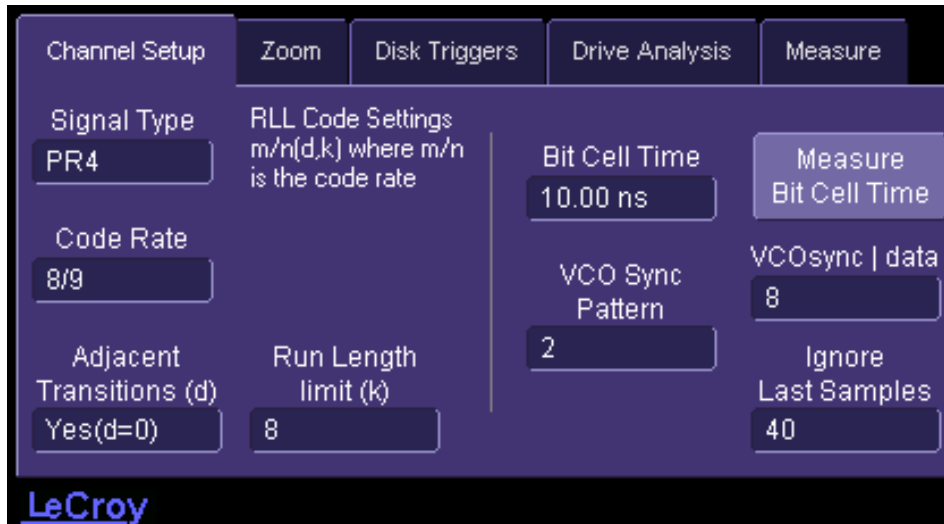 Channel Setup
Zoom
Disk Triggers
Drive Analysis
Measure
Signal Type
PR4
RLL Code Settings
m/n(d,k) where m/n
is the code rate
Code Rate
8/9
Adjacent
Transitions (d)
Yes(d=0)
Run Length
limit (k)
8
Bit Cell Time
10.00 ns
VCO Sync
Pattern
2
Measure
Bit Cell Time
VCOsync | data
8
Ignore
Last Samples
40
LeCroy